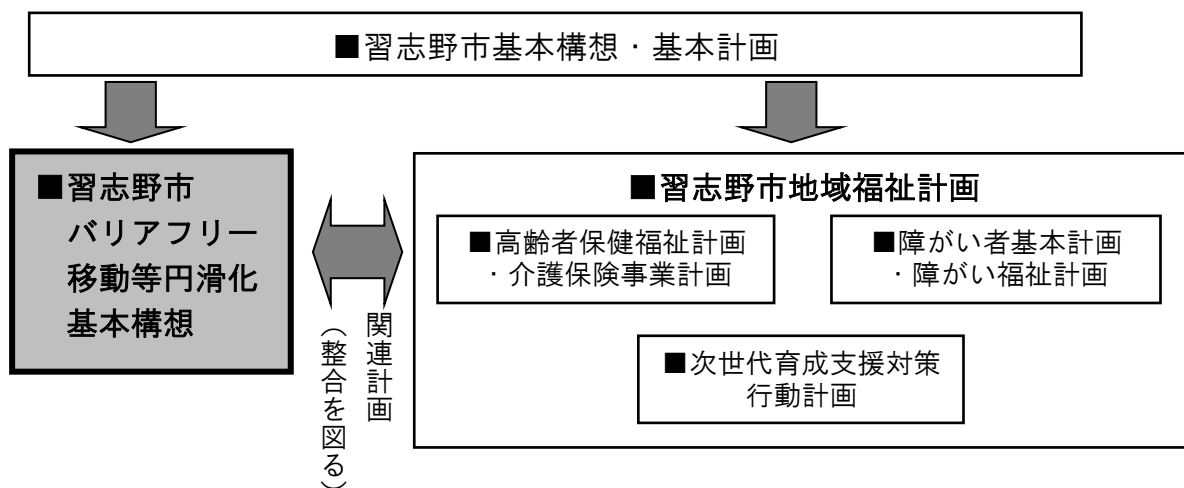 ■習志野市基本構想・基本計画
■習志野市
バリアフリー
移動等円滑化
基本構想
関連計画
（整合を図る）
■習志野市地域福祉計画
■高齢者保健福祉計画
・介護保険事業計画
■障がい者基本計画
・障がい福祉計画
■次世代育成支援対策
行動計画